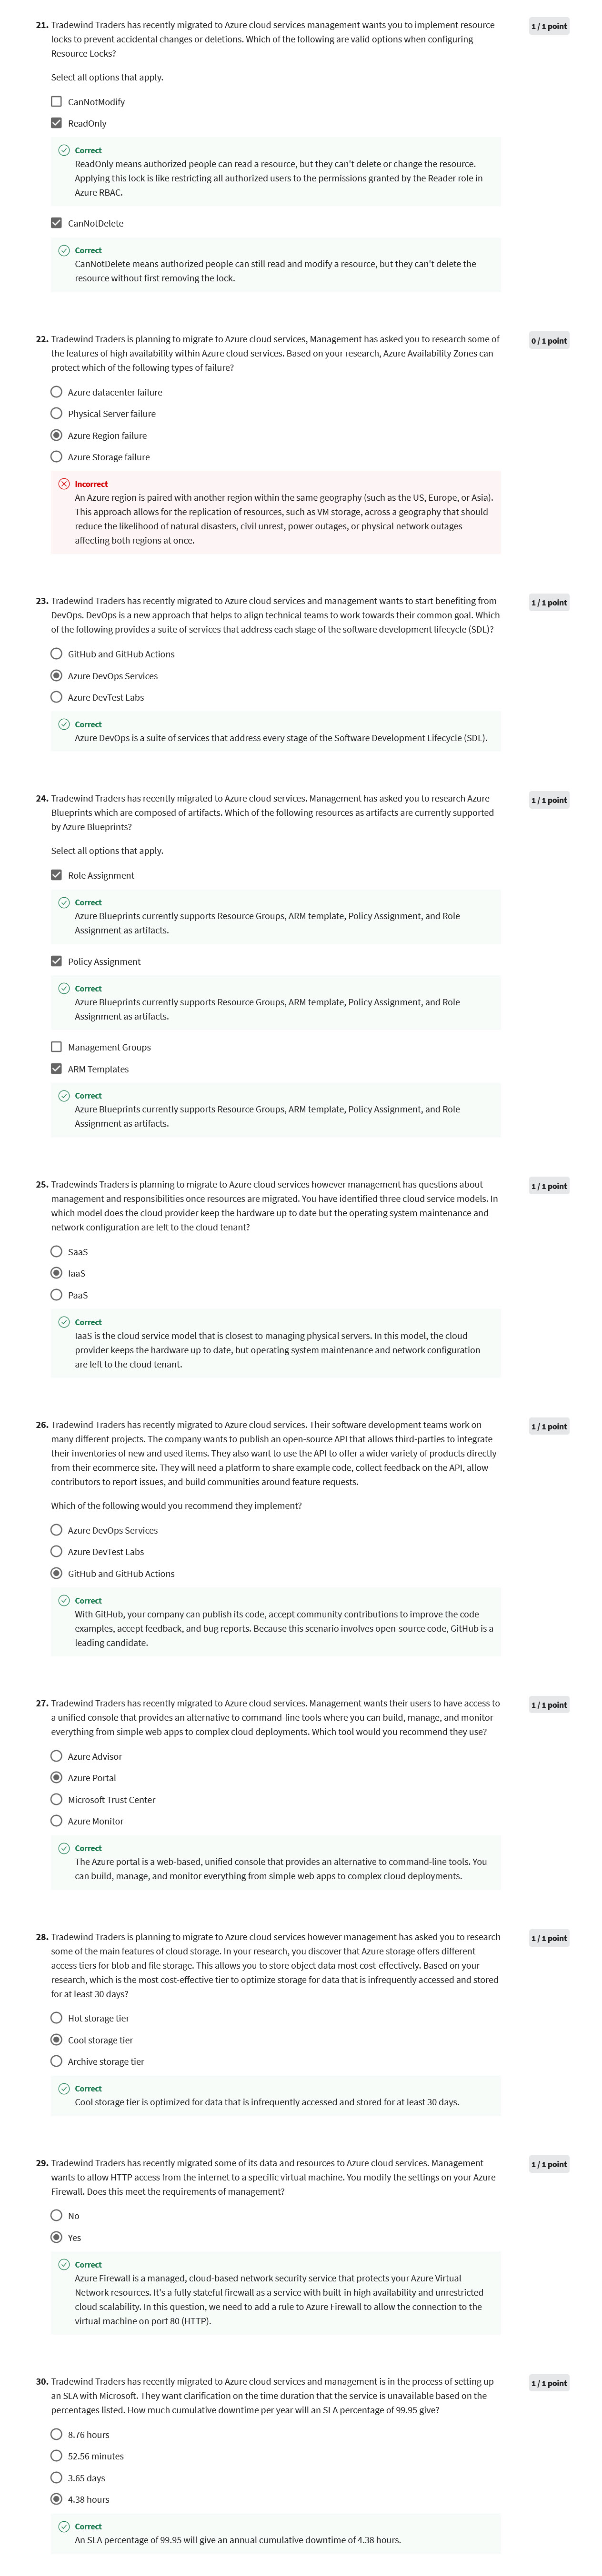 21. Tradewind Traders has recently migrated to Azure cloud services management wants you to implement resource
1 / 1 point
locks to prevent accidental changes or deletions. Which of the following are valid options when configuring
Resource Locks?
Select all options that apply.
CanNotModify
ReadOnly
Correct
ReadOnly means authorized people can read a resource, but they can't delete or change the resource.
Applying this lock is like restricting all authorized users to the permissions granted by the Reader role in
Azure RBAC.
CanNotDelete
Correct
CanNotDelete means authorized people can still read and modify a resource, but they can't delete the
resource without first removing the lock.
22. Tradewind Traders is planning to migrate to Azure cloud services, Management has asked you to research some of
0 / 1 point
the features of high availability within Azure cloud services. Based on your research, Azure Availability Zones can
protect which of the following types of failure?
Azure datacenter failure
Physical Server failure
Azure Region failure
Azure Storage failure
Incorrect
An Azure region is paired with another region within the same geography (such as the US, Europe, or Asia).
This approach allows for the replication of resources, such as VM storage, across a geography that should
reduce the likelihood of natural disasters, civil unrest, power outages, or physical network outages
affecting both regions at once.
23. Tradewind Traders has recently migrated to Azure cloud services and management wants to start benefiting from
1 / 1 point
DevOps. DevOps is a new approach that helps to align technical teams to work towards their common goal. Which
of the following provides a suite of services that address each stage of the software development lifecycle (SDL)?
GitHub and GitHub Actions
Azure DevOps Services
Azure DevTest Labs
Correct
Azure DevOps is a suite of services that address every stage of the Software Development Lifecycle (SDL).
24. Tradewind Traders has recently migrated to Azure cloud services. Management has asked you to research Azure
1 / 1 point
Blueprints which are composed of artifacts. Which of the following resources as artifacts are currently supported
by Azure Blueprints?
Select all options that apply.
Role Assignment
Correct
Azure Blueprints currently supports Resource Groups, ARM template, Policy Assignment, and Role
Assignment as artifacts.
Policy Assignment
Correct
Azure Blueprints currently supports Resource Groups, ARM template, Policy Assignment, and Role
Assignment as artifacts.
Management Groups
ARM Templates
Correct
Azure Blueprints currently supports Resource Groups, ARM template, Policy Assignment, and Role
Assignment as artifacts.
25. Tradewinds Traders is planning to migrate to Azure cloud services however management has questions about
1 / 1 point
management and responsibilities once resources are migrated. You have identified three cloud service models. In
which model does the cloud provider keep the hardware up to date but the operating system maintenance and
network configuration are left to the cloud tenant?
SaaS
IaaS
PaaS
Correct
IaaS is the cloud service model that is closest to managing physical servers. In this model, the cloud
provider keeps the hardware up to date, but operating system maintenance and network configuration
are left to the cloud tenant.
26. Tradewind Traders has recently migrated to Azure cloud services. Their software development teams work on
1 / 1 point
many different projects. The company wants to publish an open-source API that allows third-parties to integrate
their inventories of new and used items. They also want to use the API to offer a wider variety of products directly
from their ecommerce site. They will need a platform to share example code, collect feedback on the API, allow
contributors to report issues, and build communities around feature requests.
Which of the following would you recommend they implement?
Azure DevOps Services
Azure DevTest Labs
GitHub and GitHub Actions
Correct
With GitHub, your company can publish its code, accept community contributions to improve the code
examples, accept feedback, and bug reports. Because this scenario involves open-source code, GitHub is a
leading candidate.
27. Tradewind Traders has recently migrated to Azure cloud services. Management wants their users to have access to
1 / 1 point
a unified console that provides an alternative to command-line tools where you can build, manage, and monitor
everything from simple web apps to complex cloud deployments. Which tool would you recommend they use?
Azure Advisor
Azure Portal
Microsoft Trust Center
Azure Monitor
Correct
The Azure portal is a web-based, unified console that provides an alternative to command-line tools. You
can build, manage, and monitor everything from simple web apps to complex cloud deployments.
28. Tradewind Traders is planning to migrate to Azure cloud services however management has asked you to research
1 / 1 point
some of the main features of cloud storage. In your research, you discover that Azure storage offers different
access tiers for blob and file storage. This allows you to store object data most cost-effectively. Based on your
research, which is the most cost-effective tier to optimize storage for data that is infrequently accessed and stored
for at least 30 days?
Hot storage tier
Cool storage tier
Archive storage tier
Correct
Cool storage tier is optimized for data that is infrequently accessed and stored for at least 30 days.
29. Tradewind Traders has recently migrated some of its data and resources to Azure cloud services. Management
1 / 1 point
wants to allow HTTP access from the internet to a specific virtual machine. You modify the settings on your Azure
Firewall. Does this meet the requirements of management?
No
Yes
Correct
Azure Firewall is a managed, cloud-based network security service that protects your Azure Virtual
Network resources. It's a fully stateful firewall as a service with built-in high availability and unrestricted
cloud scalability. In this question, we need to add a rule to Azure Firewall to allow the connection to the
virtual machine on port 80 (HTTP).
30. Tradewind Traders has recently migrated to Azure cloud services and management is in the process of setting up
1 / 1 point
an SLA with Microsoft. They want clarification on the time duration that the service is unavailable based on the
percentages listed. How much cumulative downtime per year will an SLA percentage of 99.95 give?
8.76 hours
52.56 minutes
3.65 days
4.38 hours
Correct
An SLA percentage of 99.95 will give an annual cumulative downtime of 4.38 hours.